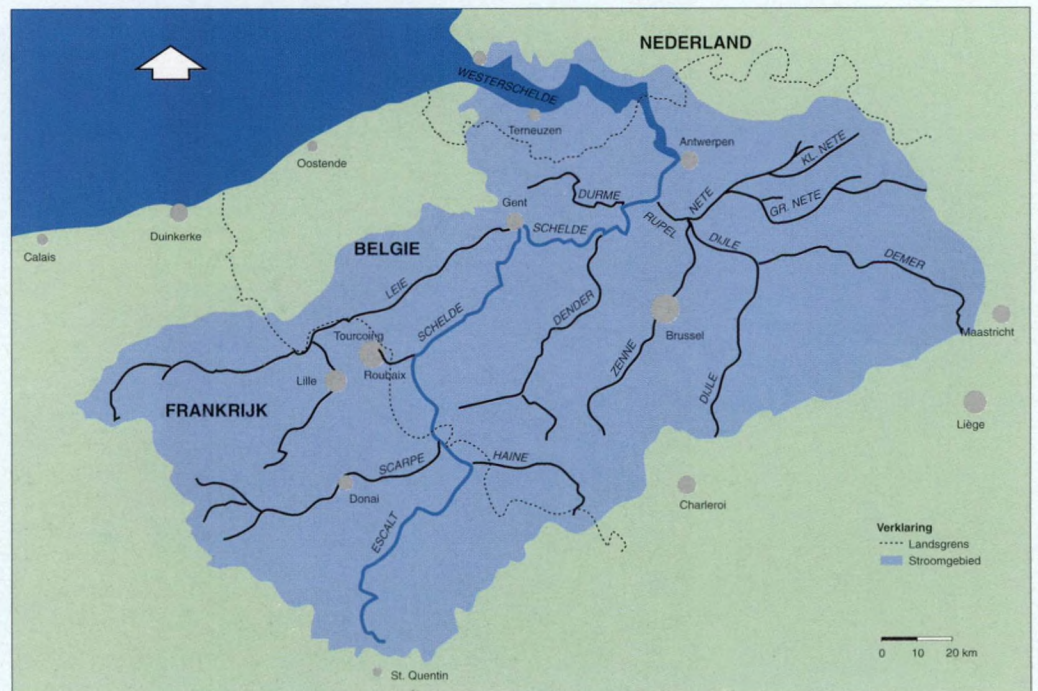 NEDERLAND
WESTERSCHELDE
Terneuzen
Antwerpen
Oostende
KL. NETE
DURME
NETE
GR. NETE
Gent
Duinkerke
SCHELDE
RUPEL
DIJLE
BELGIE
DEMER
Calais
LEIE
DENDER
SCHELDE
Maastricht
Tourcoing
Brussel
ZENNE
Lille
Roubaix
DIJLE
FRANKRIJK
Liège
SCARPE
HAINE
Donai
Charleroi
ESCALT
Verklaring
Landsgrens
Stroomgebied
0 10 20 km
St. Quentin